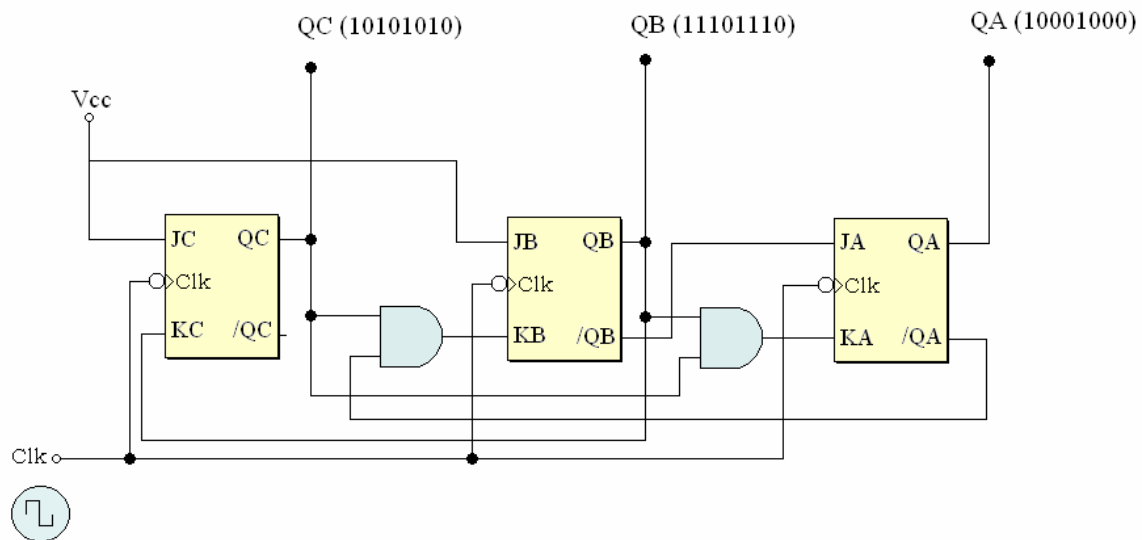 QC (10101010)
QB (11101110)
QA (10001000)
Vcc
JC QC
Clk
KC /QC
JB QB
Clk
KB /QB
JA QA
Clk
KA /QA
Clk